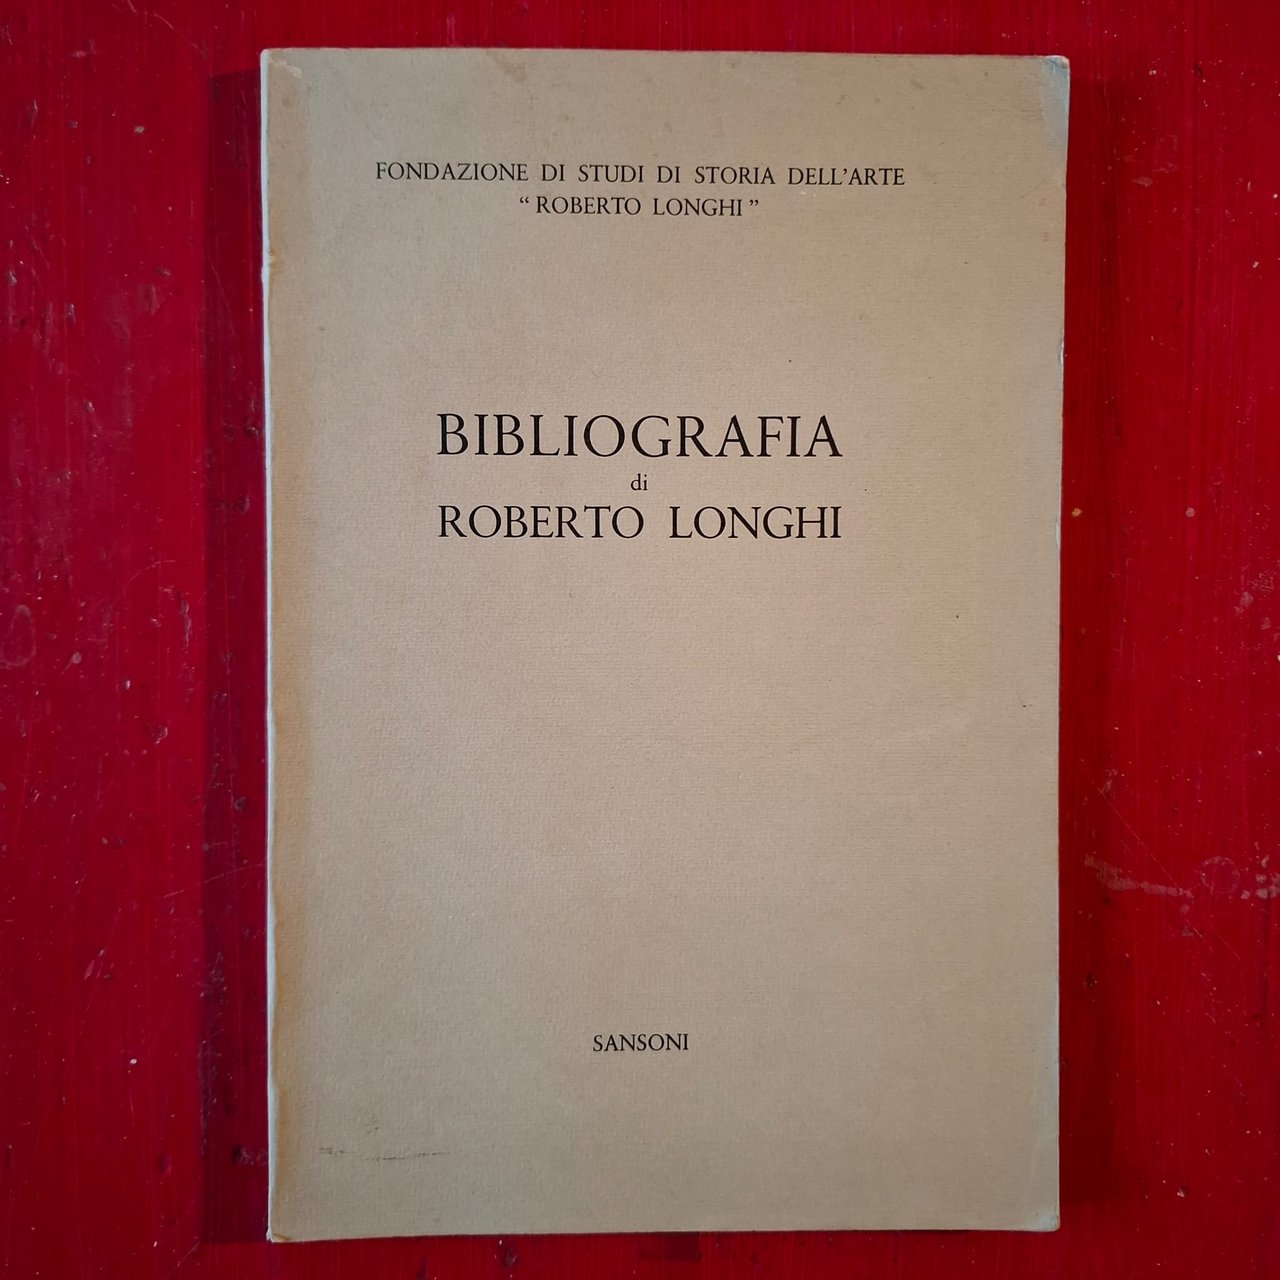 FONDAZIONE DI STUDI DI STORIA DELL'ARTE
“ ROBERTO LONGHI ”
BIBLIOGRAFIA
di
ROBERTO LONGHI
SANSONI